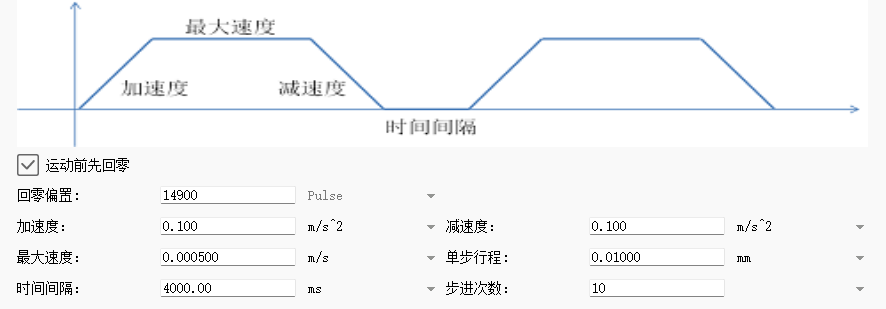 最大速度
加速度 减速度
时间间隔
运动前先回零
回零偏置: 14900 Pulse
加速度: 0.100 m/s^2 减速度: 0.100 m/s^2
最大速度: 0.000500 m/s 单步行程: 0.01000 mm
时间间隔: 4000.00 ms 步进次数: 10